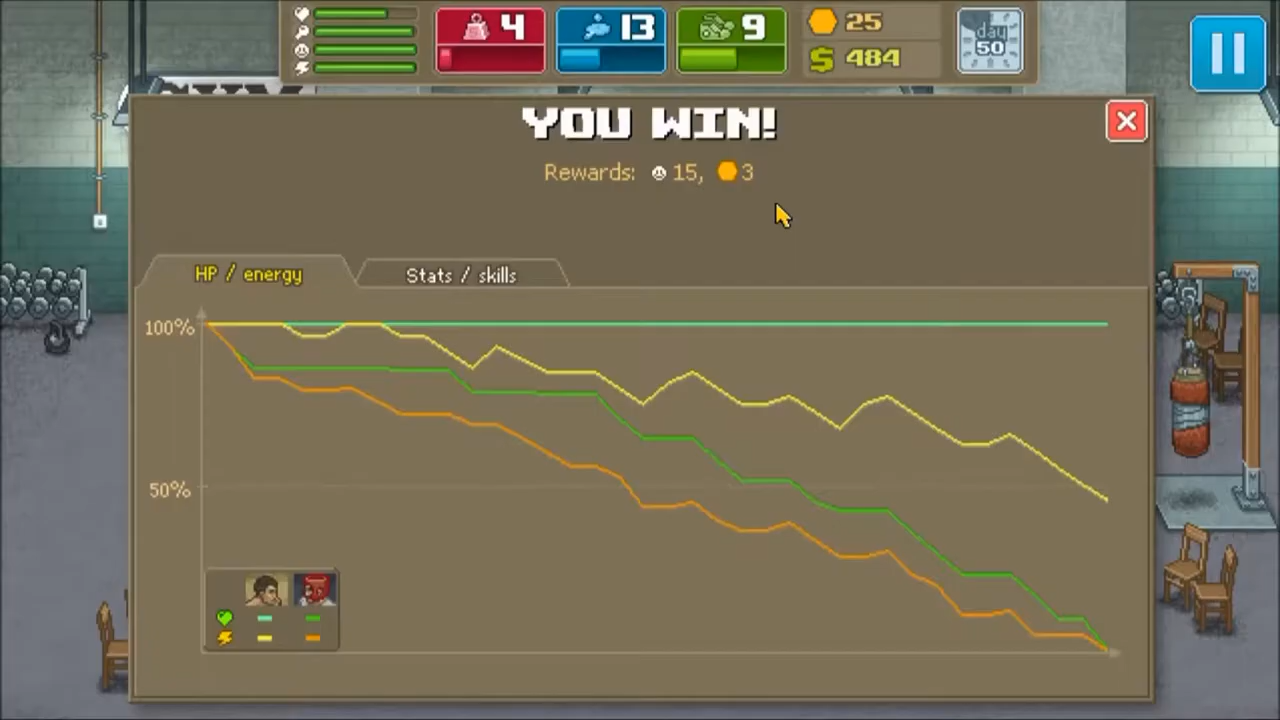 4
13
9
25
484
day
50
YOU WIN!
Rewards: 15, 3
HP / energy
Stats / skills
100%
50%